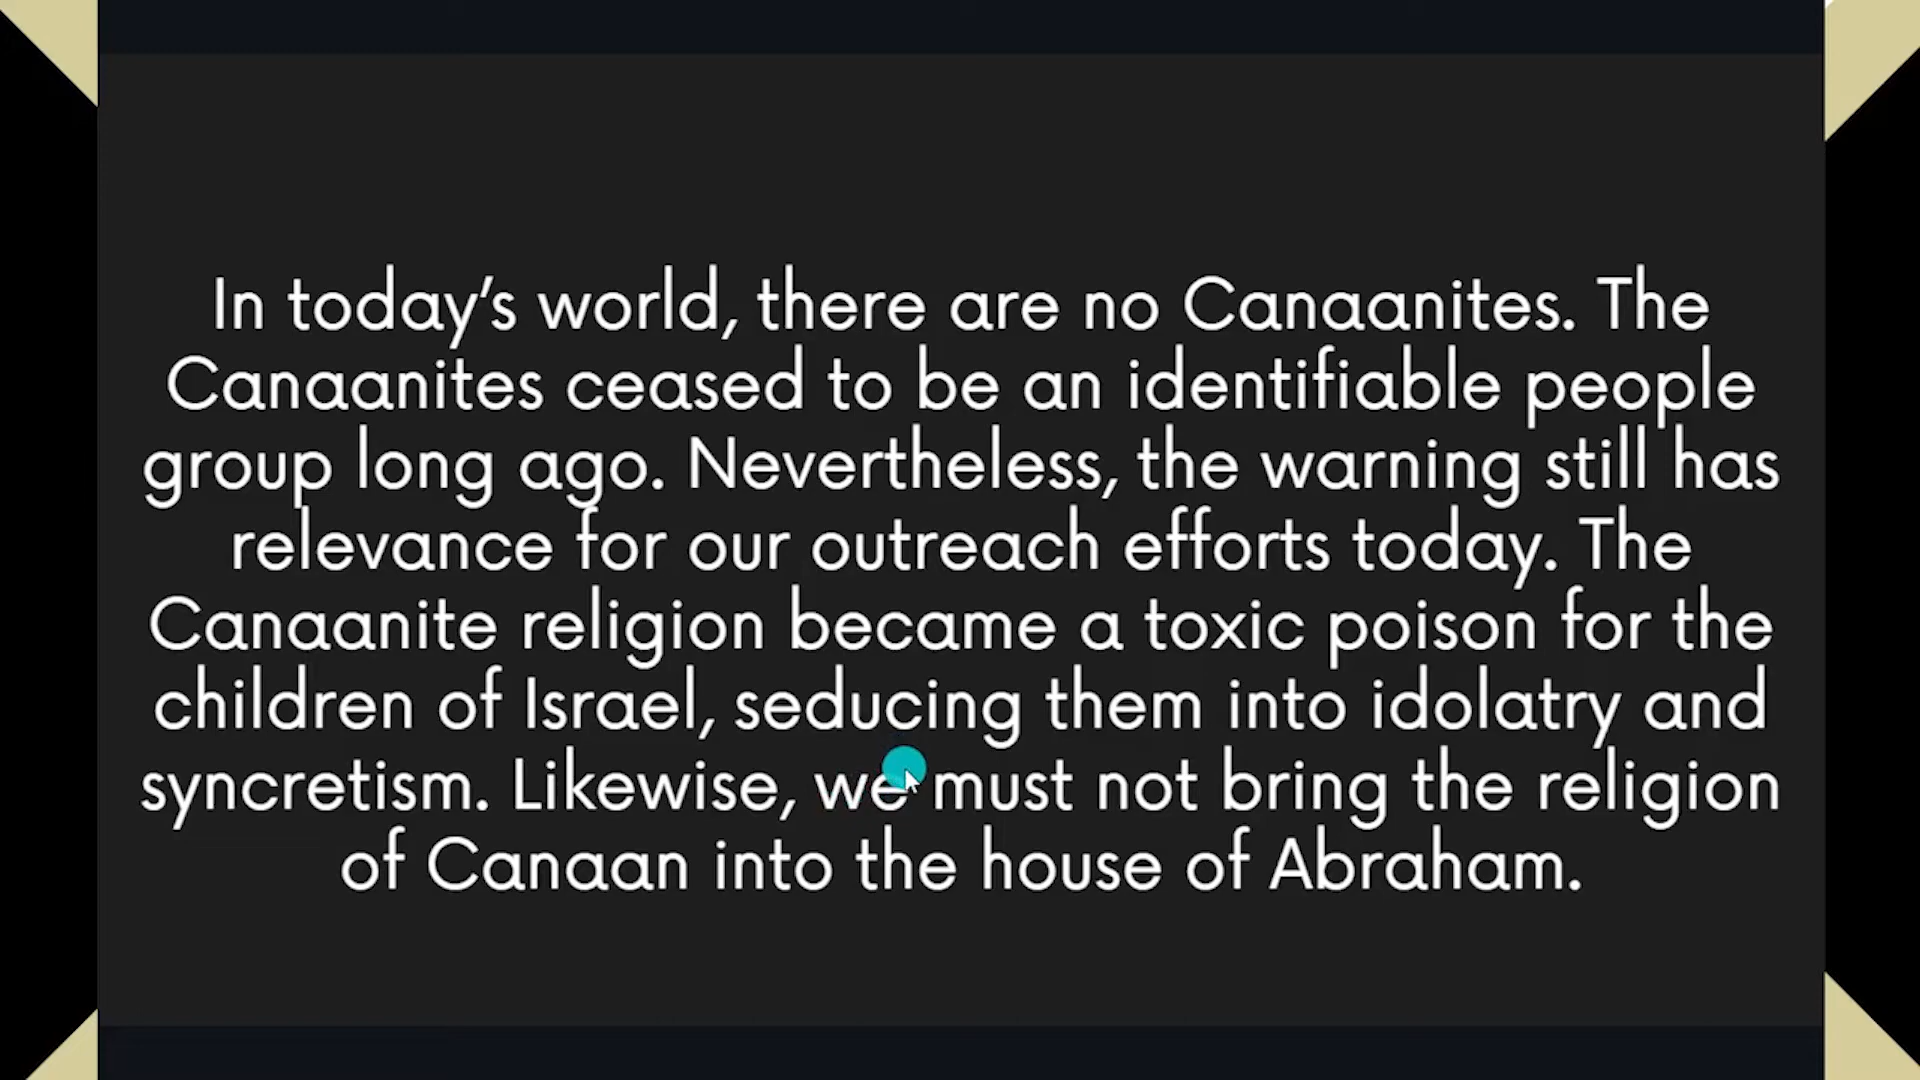 In today’s world, there are no Canaanites. The
Canaanites ceased to be an identifiable people
group long ago. Nevertheless, the warning still has
relevance for our outreach efforts today. The
Canaanite religion became a toxic poison for the
children of Israel, seducing them into idolatry and
syncretism. Likewise, we must not bring the religion
of Canaan into the house of Abraham.